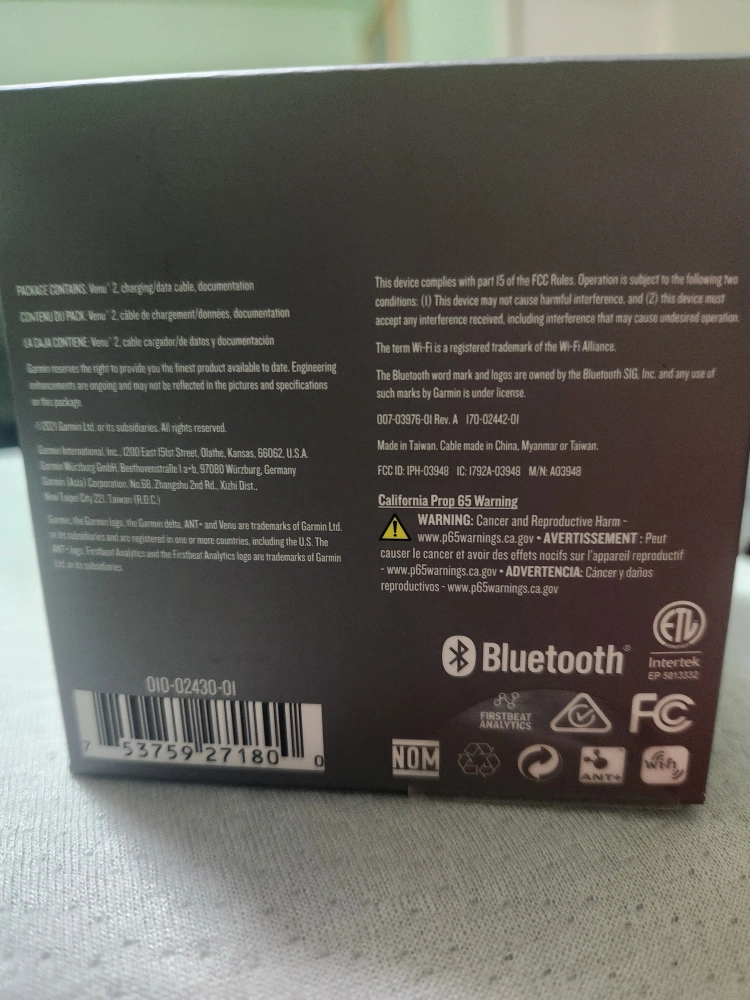 PACKAGE CONTAINS: Venu® 2, charging/data cable, documentation
CONTENU DU PACK: Venu® 2, câble de chargement/données, documentation
LA CAJA CONTIENE: Venu® 2, cable cargador/de datos y documentación
Garmin reserves the right to provide you the finest product available to date. Engineering
enhancements are ongoing and may not be reflected in the pictures and specifications
on this package.
©2021 Garmin Ltd. or its subsidiaries. All rights reserved.
Garmin International, Inc., 1200 East 151st Street, Olathe, Kansas, 66062, U.S.A.
Garmin Würzburg GmbH, Beethovenstraße 1 a+b, 97080 Würzburg, Germany
Garmin (Asia) Corporation, No.68, Zhangshu 2nd Rd., Xizhi Dist.,
New Taipei City 221, Taiwan (R.O.C.)
Garmin, the Garmin logo, the Garmin delta, ANT+ and Venu are trademarks of Garmin Ltd.
or its subsidiaries and are registered in one or more countries, including the U.S. The
ANT+ logo, Firstbeat Analytics and the Firstbeat Analytics logo are trademarks of Garmin
Ltd. or its subsidiaries.
010-02430-01
7 53759 27180 0
This device complies with part 15 of the FCC Rules. Operation is subject to the following two
conditions: (1) This device may not cause harmful interference, and (2) this device must
accept any interference received, including interference that may cause undesired operation.
The term Wi-Fi is a registered trademark of the Wi-Fi Alliance.
The Bluetooth word mark and logos are owned by the Bluetooth SIG, Inc. and any use of
such marks by Garmin is under license.
007-03976-01 Rev. A 170-02442-01
Made in Taiwan. Cable made in China, Myanmar or Taiwan.
FCC ID: IPH-03948 IC: 1792A-03948 M/N: A03948
California Prop 65 Warning
WARNING: Cancer and Reproductive Harm -
www.p65warnings.ca.gov • AVERTISSEMENT : Peut
causer le cancer et avoir des effets nocifs sur l'appareil reproductif
- www.p65warnings.ca.gov • ADVERTENCIA: Cáncer y daños
reproductivos - www.p65warnings.ca.gov
Bluetooth®
ETL
Intertek
EP 5013332
FIRSTBEAT
ANALYTICS
FC
NOM
ANT+
Wi-Fi